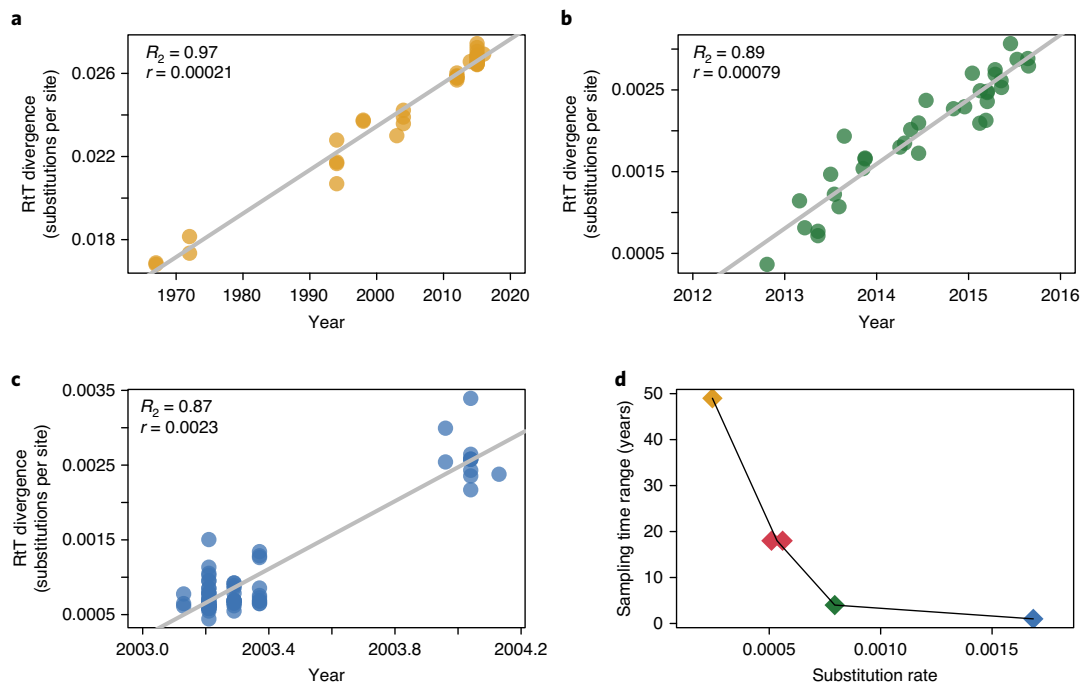 a
R2 = 0.97
r = 0.00021
0.026
0.022
0.018
RtT divergence
(substitutions per site)
1970 1980 1990 2000 2010 2020
Year
b
R2 = 0.89
r = 0.00079
0.0025
0.0015
0.0005
RtT divergence
(substitutions per site)
2012 2013 2014 2015 2016
Year
c
R2 = 0.87
r = 0.0023
0.0035
0.0025
0.0015
0.0005
RtT divergence
(substitutions per site)
2003.0 2003.4 2003.8 2004.2
Year
d
50
40
30
20
10
0
Sampling time range (years)
0.0005 0.0010 0.0015
Substitution rate